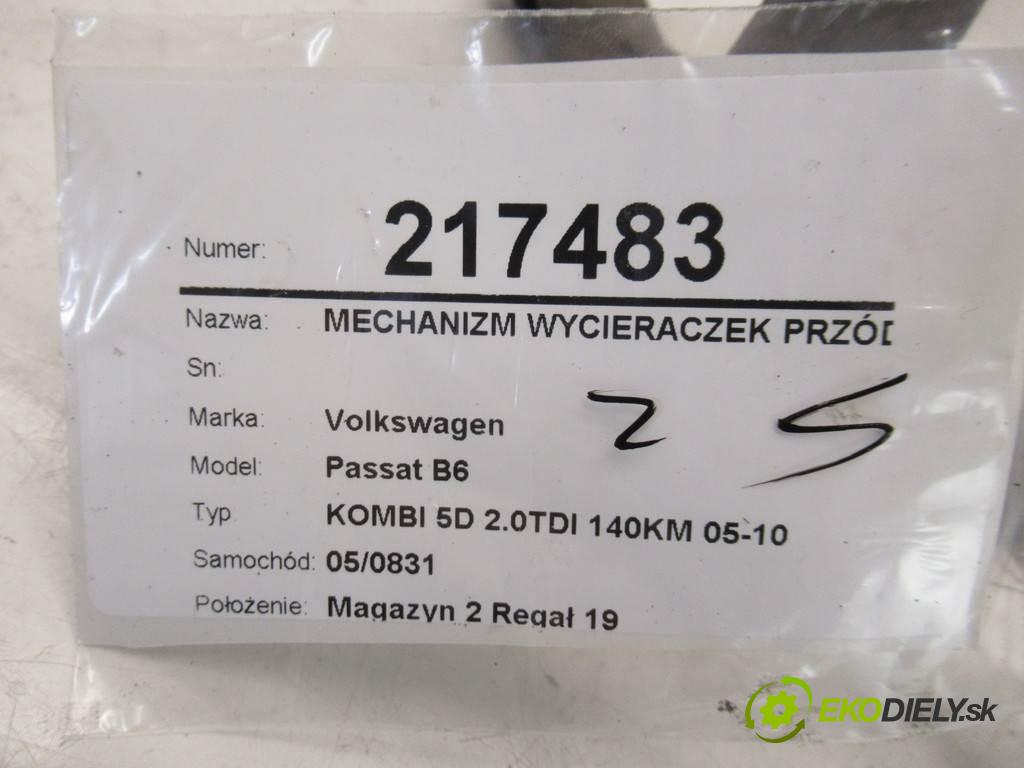 Numer: 217483
Nazwa: MECHANIZM WYCIERACZEK PRZÓD
Sn:
Marka: Volkswagen
2 S
Model: Passat B6
Typ KOMBI 5D 2.0TDI 140KM 05-10
Samochód: 05/0831
Położenie: Magazyn 2 Regał 19
EKODIELY.sk